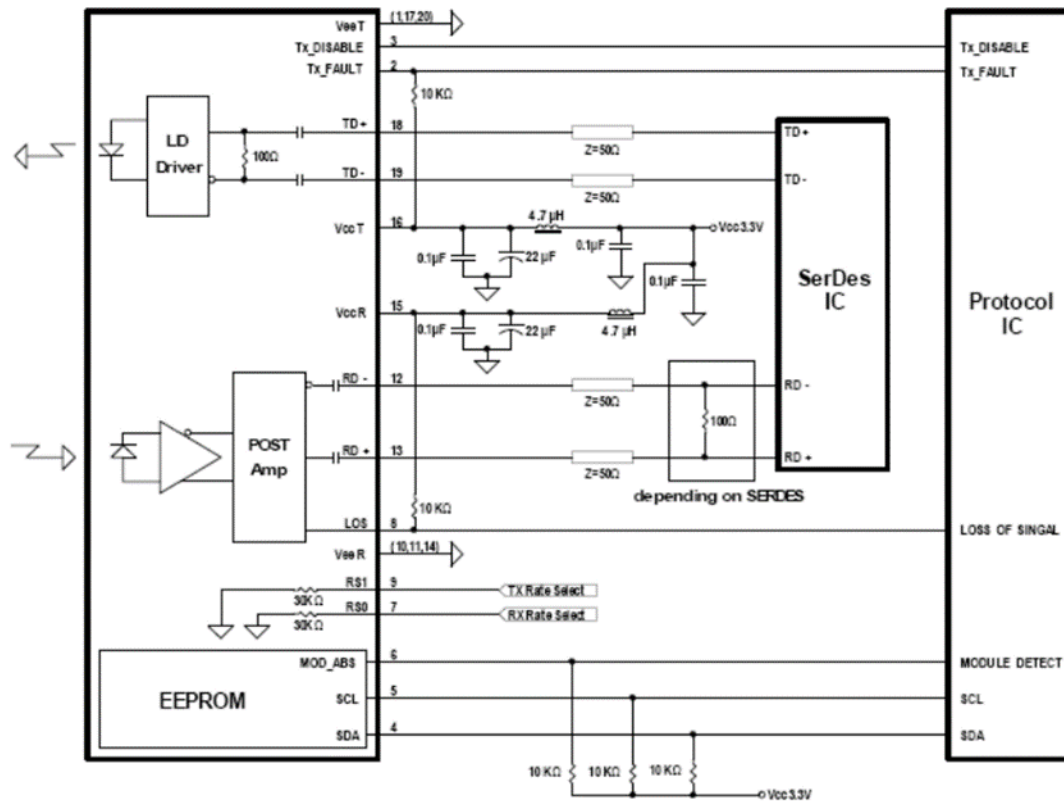 VeeT (1,17,20)
Tx_DISABLE 3 Tx_DISABLE
Tx_FAULT 2 Tx_FAULT
10 KΩ
LD
Driver
100Ω
TD+ 18 Z=50Ω TD+
TD- 19 Z=50Ω TD-
VccT 16 4.7 µH Vcc3.3V
0.1µF 22 µF 0.1µF 0.1µF
SerDes
IC
Protocol
IC
VccR 15
0.1µF 22 µF 4.7 µH
RD - 12 Z=50Ω RD -
100Ω
POST
Amp
RD + 13 Z=50Ω RD +
depending on SERDES
10 KΩ
LOS 8 LOSS OF SINGAL
VeeR (10,11,14)
RS1 9 TX Rate Select
30KΩ
RS0 7 RX Rate Select
30KΩ
MOD_ABS 6 MODULE DETECT
EEPROM
SCL 5 SCL
SDA 4 SDA
10 KΩ 10 KΩ 10 KΩ
Vcc3.3V